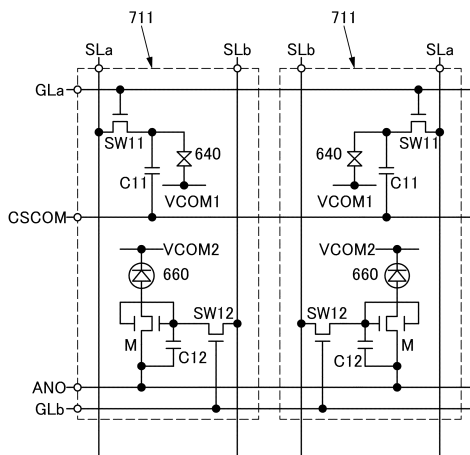 711 711
SLa SLb SLb SLa
GLa
SW11 SW11
640 640
C11 C11
VCOM1 VCOM1
CSCOM
VCOM2 VCOM2
660 660
SW12 SW12
M C12 C12 M
ANO
GLb